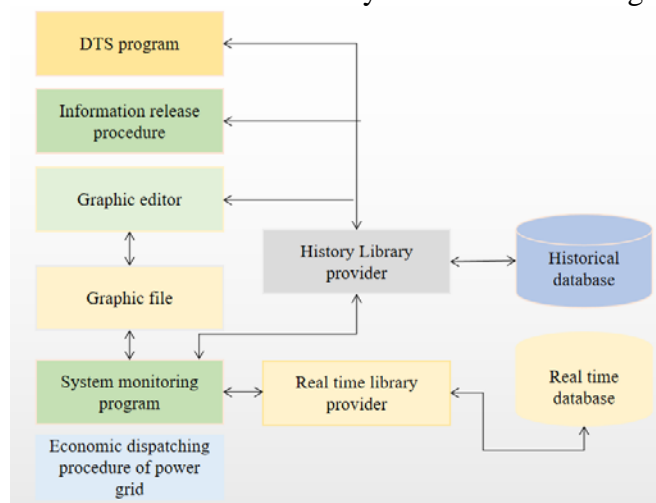 DTS program
Information release
procedure
Graphic editor
History Library
provider
Historical
database
Graphic file
System monitoring
program
Real time library
provider
Real time
database
Economic dispatching
procedure of power
grid